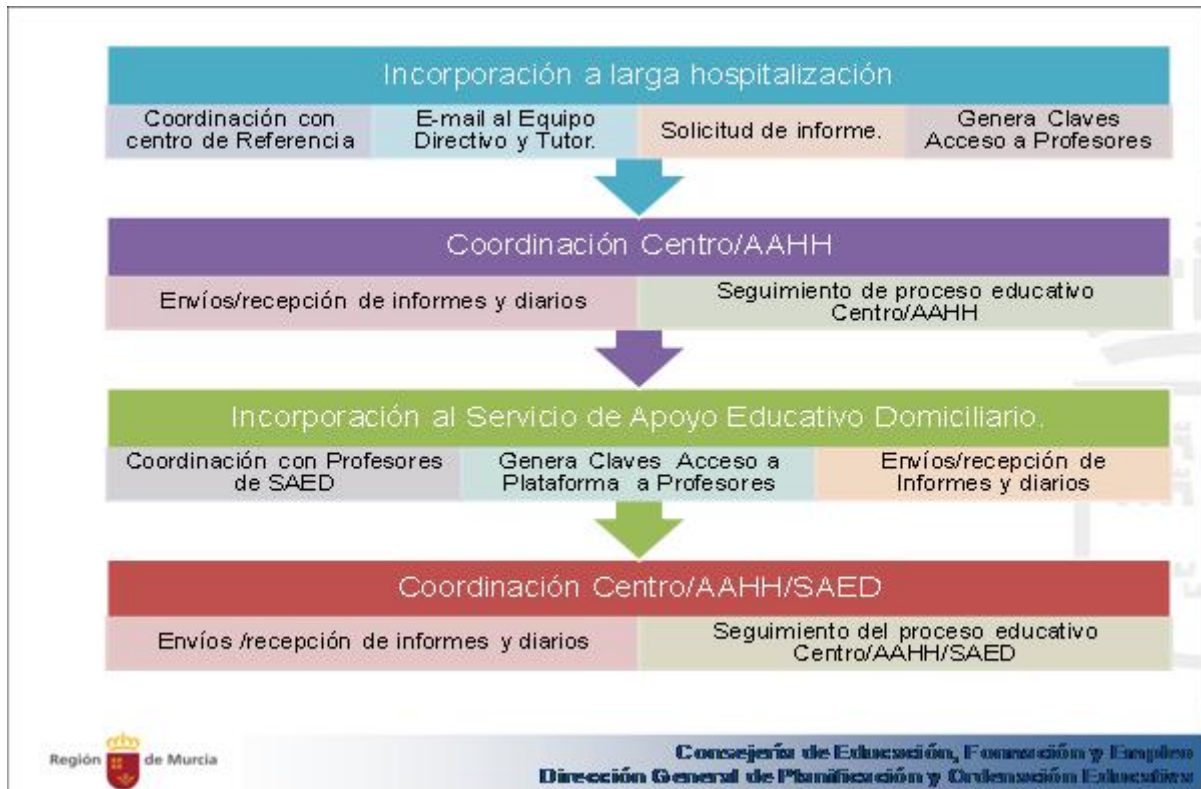 Incorporación a larga hospitalización
Coordinación con
centro de Referencia
E-mail al Equipo
Directivo y Tutor.
Solicitud de informe.
Genera Claves
Acceso a Profesores
Coordinación Centro/AAHH
Envíos/recepción de informes y diarios
Seguimiento de proceso educativo
Centro/AAHH
Incorporación al Servicio de Apoyo Educativo Domiciliario.
Coordinación con Profesores
de SAED
Genera Claves Acceso a
Plataforma a Profesores
Envíos/recepción de
Informes y diarios
Coordinación Centro/AAHH/SAED
Envíos /recepción de informes y diarios
Seguimiento del proceso educativo
Centro/AAHH/SAED
Región de Murcia
Consejería de Educación, Formación y Empleo
Dirección General de Planificación y Ordenación Educativa